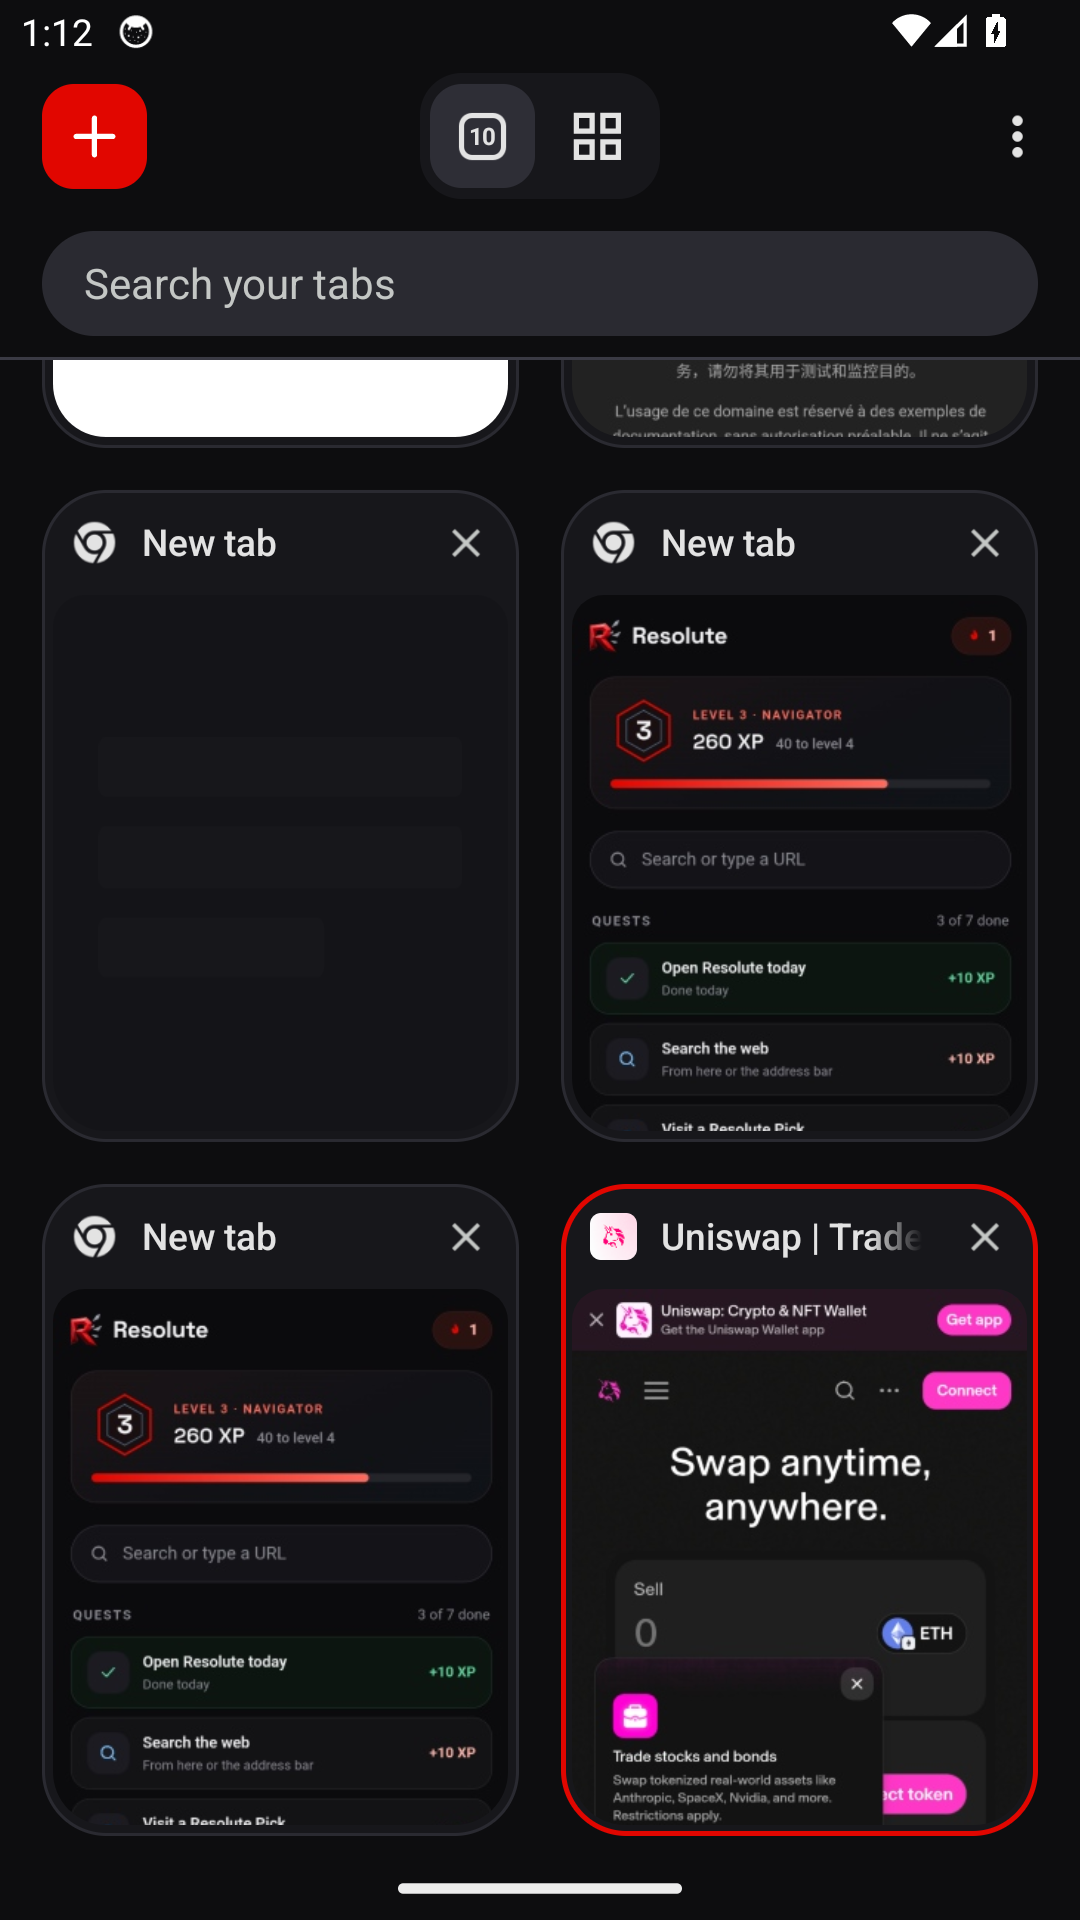 1:12
10
Search your tabs
务，请勿将其用于测试和监控目的。
L'usage de ce domaine est réservé à des exemples de
documentation, sans autorisation préalable. Il ne s'agit
New tab
New tab
Resolute
1
3
LEVEL 3 · NAVIGATOR
260 XP 40 to level 4
Search or type a URL
QUESTS
3 of 7 done
Open Resolute today
Done today
+10 XP
Search the web
From here or the address bar
+10 XP
Visit a Resolute Pick
New tab
Resolute
1
3
LEVEL 3 · NAVIGATOR
260 XP 40 to level 4
Search or type a URL
QUESTS
3 of 7 done
Open Resolute today
Done today
+10 XP
Search the web
From here or the address bar
+10 XP
Visit a Resolute Pick
Uniswap | Trade
Uniswap: Crypto & NFT Wallet
Get the Uniswap Wallet app
Get app
Connect
Swap anytime,
anywhere.
Sell
0
ETH
Trade stocks and bonds
Swap tokenized real-world assets like
Anthropic, SpaceX, Nvidia, and more.
Restrictions apply.
ect token